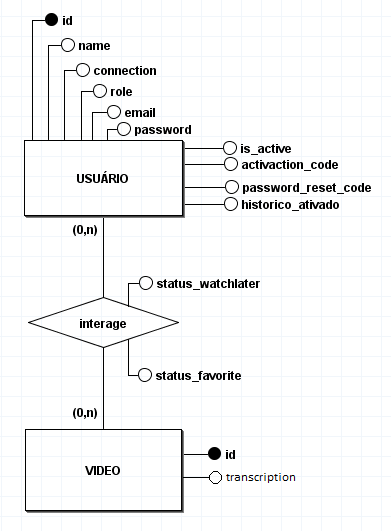 id
name
connection
role
email
password
USUÁRIO
is_active
activaction_code
password_reset_code
historico_ativado
(0,n)
status_watchlater
interage
status_favorite
(0,n)
VIDEO
id
transcription